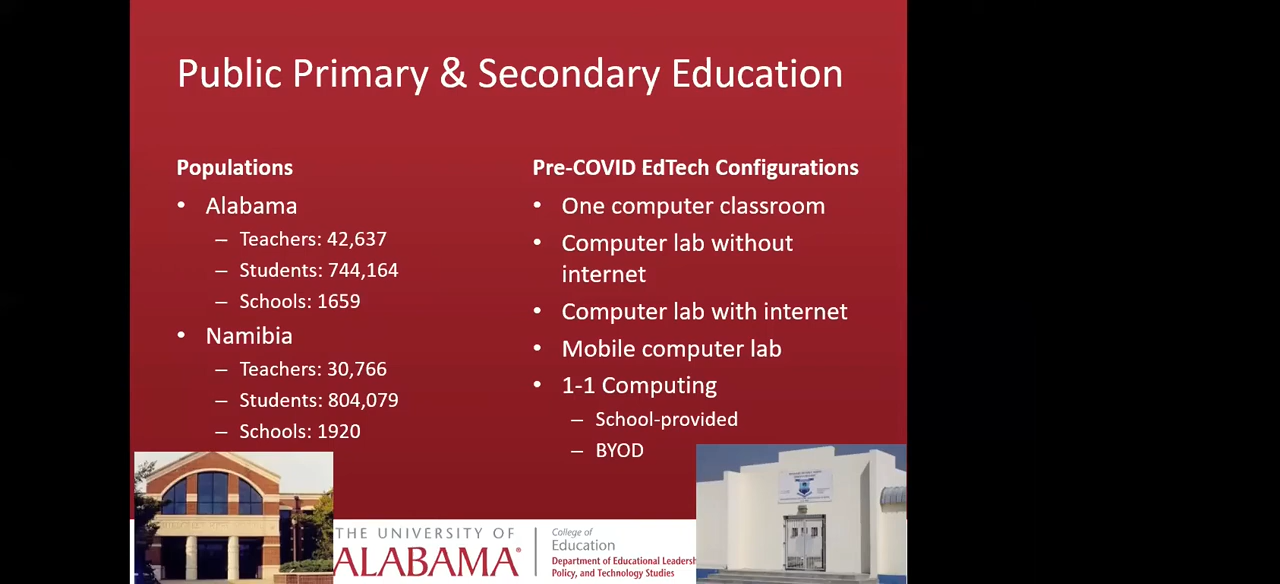 Public Primary & Secondary Education
Populations
• Alabama
– Teachers: 42,637
– Students: 744,164
– Schools: 1659
• Namibia
– Teachers: 30,766
– Students: 804,079
– Schools: 1920
Pre-COVID EdTech Configurations
• One computer classroom
• Computer lab without
internet
• Computer lab with internet
• Mobile computer lab
• 1-1 Computing
– School-provided
– BYOD
THE UNIVERSITY OF
ALABAMA®
College of
Education
Department of Educational Leadersh
Policy, and Technology Studies